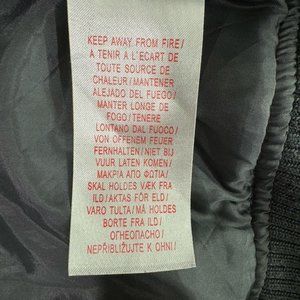 KEEP AWAY FROM FIRE/
A TENIR A L'ECART DE
TOUTE SOURCE DE
CHALEUR/MANTENER
ALEJADO DEL FUEGO/
MANTER LONGE DE
FOGO/TENERE
LONTANO DAL FUOCO/
VON OFFENEM FEUER
FERNHALTEN/NIET BIJ
VUUR LATEN KOMEN/
ΜΑΚΡΙΑ ΑΠΟ ΦΩΤΙΑ/
SKAL HOLDES VÆK FRA
ILD/AKTAS FÖR ELD/
VARO TULTA/MÅ HOLDES
BORTE FRA ILD/
ОГНЕОПАСНО/
NEPŘIBLIŽUJTE K OHNI/